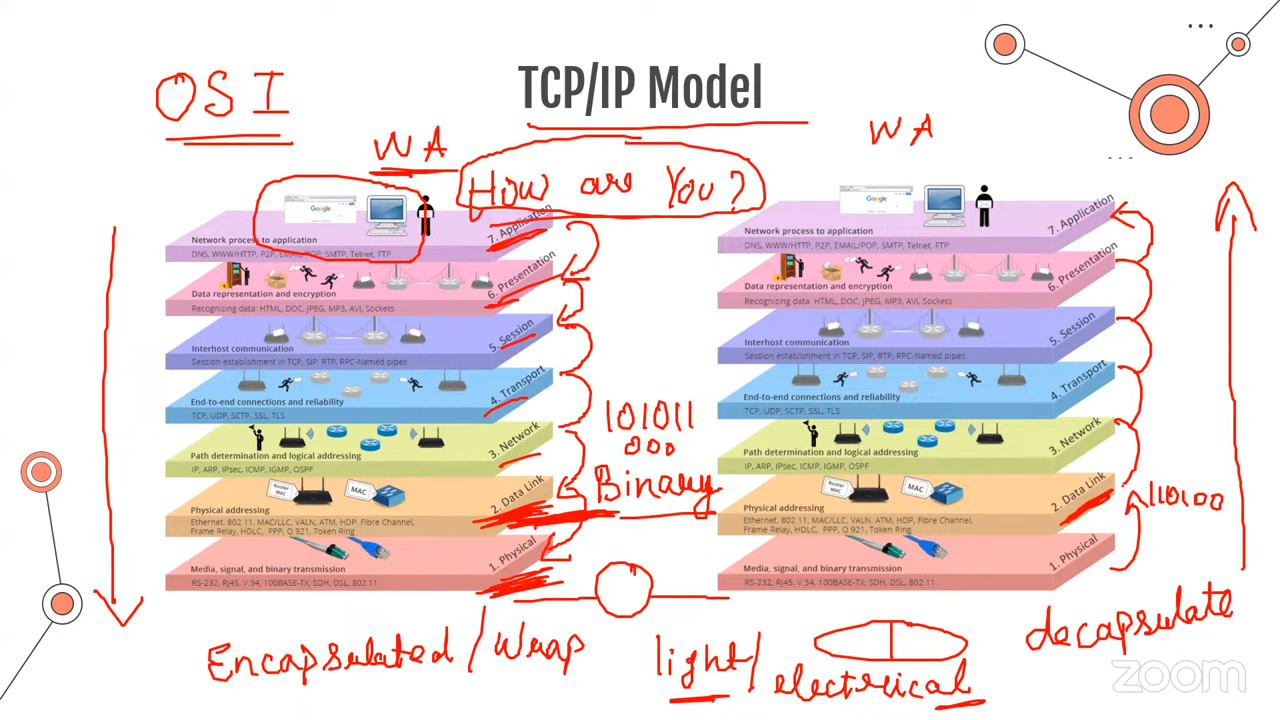 OSI
TCP/IP Model
WA
WA
How are You?
Google
Network process to application
DNS, WWW/HTTP, P2P, EMAIL/POP, SMTP, Telnet, FTP
7. Application
Data representation and encryption
Recognizing data: HTML, DOC, JPEG, MP3, AVI, Sockets
6. Presentation
Interhost communication
Session establishment in TCP, SIP, RTP, RPC-Named pipes
5. Session
End-to-end connections and reliability
TCP, UDP, SCTP, SSL, TLS
4. Transport
Path determination and logical addressing
IP, ARP, IPsec, ICMP, IGMP, OSPF
3. Network
Router MAC
MAC
Physical addressing
Ethernet, 802.11, MAC/LLC, VALN, ATM, HDP, Fibre Channel,
Frame Relay, HDLC, PPP, Q.921, Token Ring
2. Data Link
Media, signal, and binary transmission
RS-232, RJ45, V.34, 100BASE-TX, SDH, DSL, 802.11
1. Physical
101011
000
Binary
Google
Network process to application
DNS, WWW/HTTP, P2P, EMAIL/POP, SMTP, Telnet, FTP
7. Application
Data representation and encryption
Recognizing data: HTML, DOC, JPEG, MP3, AVI, Sockets
6. Presentation
Interhost communication
Session establishment in TCP, SIP, RTP, RPC-Named pipes
5. Session
End-to-end connections and reliability
TCP, UDP, SCTP, SSL, TLS
4. Transport
Path determination and logical addressing
IP, ARP, IPsec, ICMP, IGMP, OSPF
3. Network
Router MAC
MAC
Physical addressing
Ethernet, 802.11, MAC/LLC, VALN, ATM, HDP, Fibre Channel,
Frame Relay, HDLC, PPP, Q.921, Token Ring
2. Data Link
Media, signal, and binary transmission
RS-232, RJ45, V.34, 100BASE-TX, SDH, DSL, 802.11
1. Physical
110100
Encapsulated / Wrap
light/
electrical
decapsulate
zoom